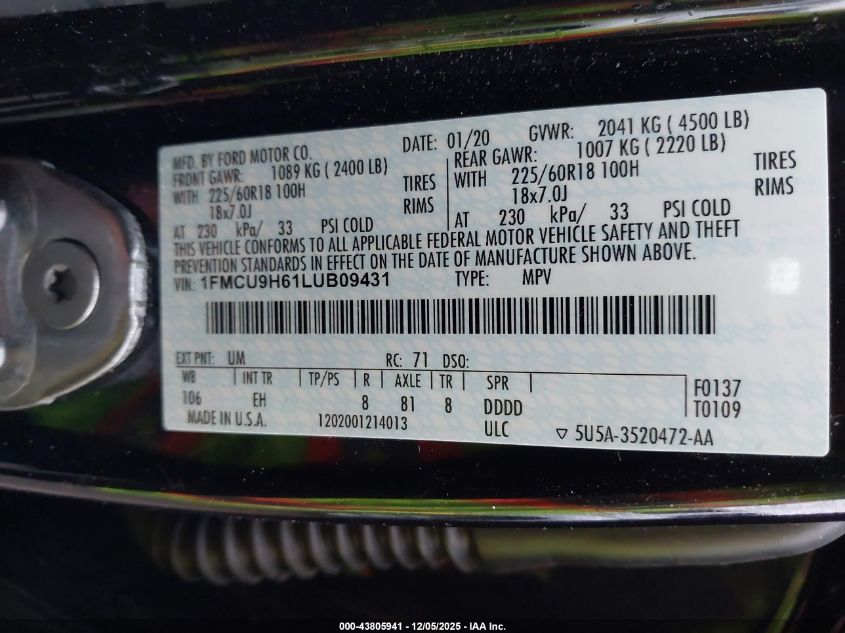 MFD. BY FORD MOTOR CO. DATE: 01/20 GVWR: 2041 KG ( 4500 LB)
FRONT GAWR: 1089 KG ( 2400 LB) REAR GAWR: 1007 KG ( 2220 LB)
WITH 225/60R18 100H TIRES WITH 225/60R18 100H TIRES
18x7.0J RIMS 18x7.0J RIMS
AT 230 kPa/ 33 PSI COLD AT 230 kPa/ 33 PSI COLD
THIS VEHICLE CONFORMS TO ALL APPLICABLE FEDERAL MOTOR VEHICLE SAFETY AND THEFT
PREVENTION STANDARDS IN EFFECT ON THE DATE OF MANUFACTURE SHOWN ABOVE.
VIN: 1FMCU9H61LUB09431 TYPE: MPV
EXT PNT: UM RC: 71 DSO:
WB INT TR TP/PS R AXLE TR SPR F0137
106 EH 8 81 8 DDDD T0109
MADE IN U.S.A. 1202001214013 ULC ▽ 5U5A-3520472-AA
000-43805941 - 12/05/2025 - IAA Inc.